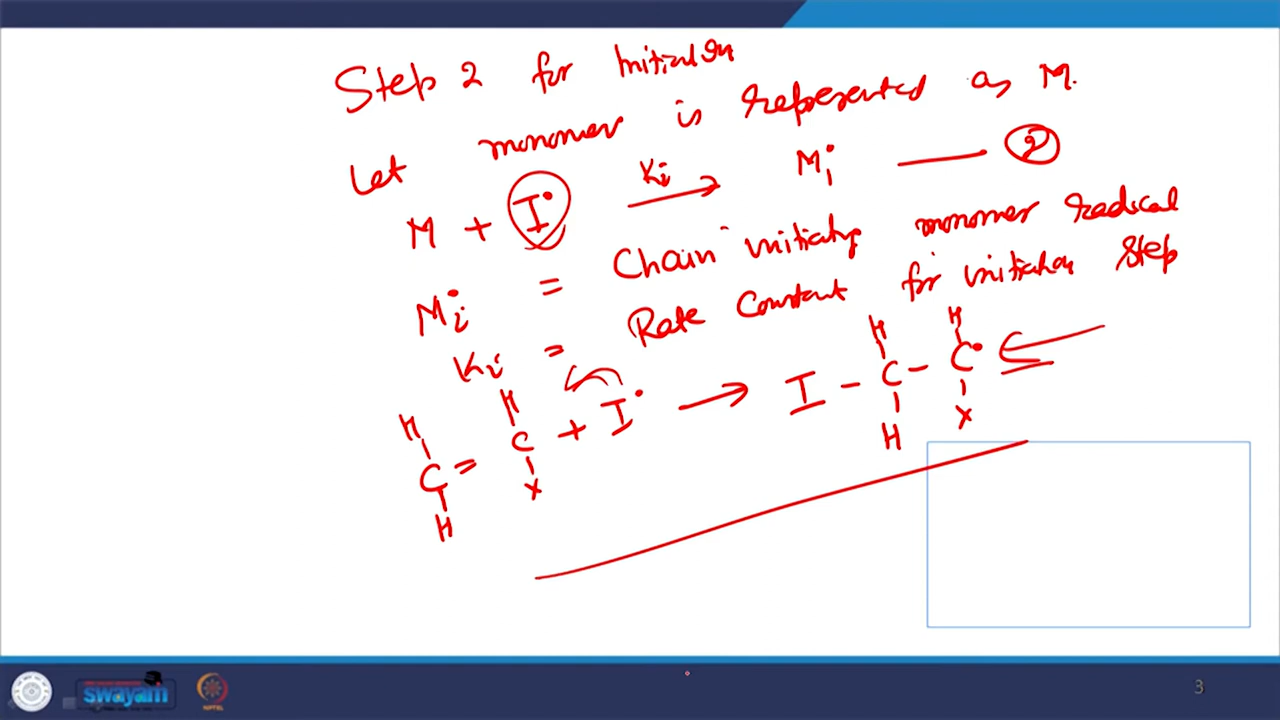 Step 2 for Initiation
Let monomer is represented as M.
M + I• Ki → Mi• — 2
Mi• = Chain initiating monomer radical
Ki = Rate Constant for initiation Step
H H H H
C = C + I• → I - C - C•
H X H X
swayam
3